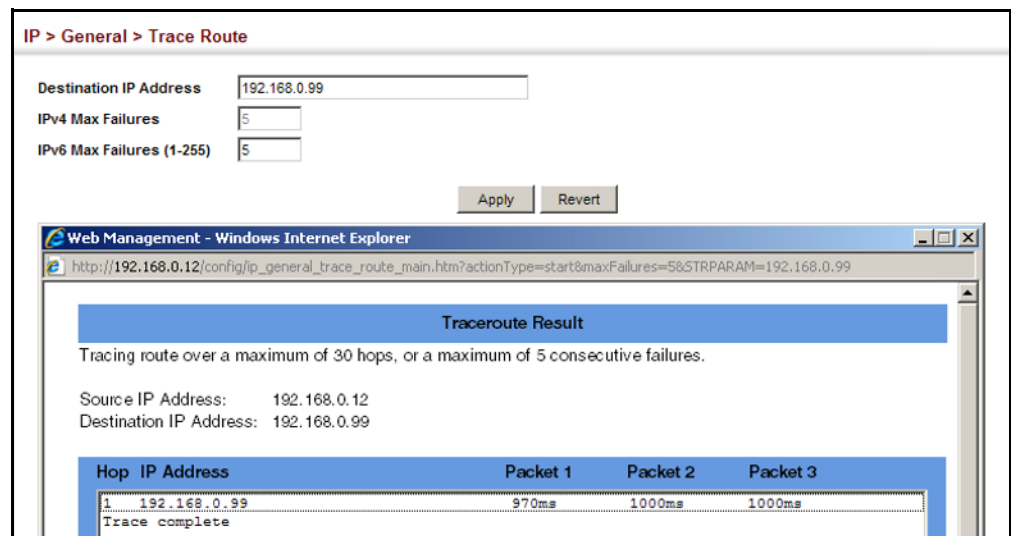 IP > General > Trace Route
Destination IP Address 192.168.0.99
IPv4 Max Failures 5
IPv6 Max Failures (1-255) 5
Apply Revert
Web Management - Windows Internet Explorer
http://192.168.0.12/config/ip_general_trace_route_main.htm?actionType=start&maxFailures=5&STRPARAM=192.168.0.99
Traceroute Result
Tracing route over a maximum of 30 hops, or a maximum of 5 consecutive failures.
Source IP Address: 192.168.0.12
Destination IP Address: 192.168.0.99
Hop IP Address Packet 1 Packet 2 Packet 3
1 192.168.0.99 970ms 1000ms 1000ms
Trace complete